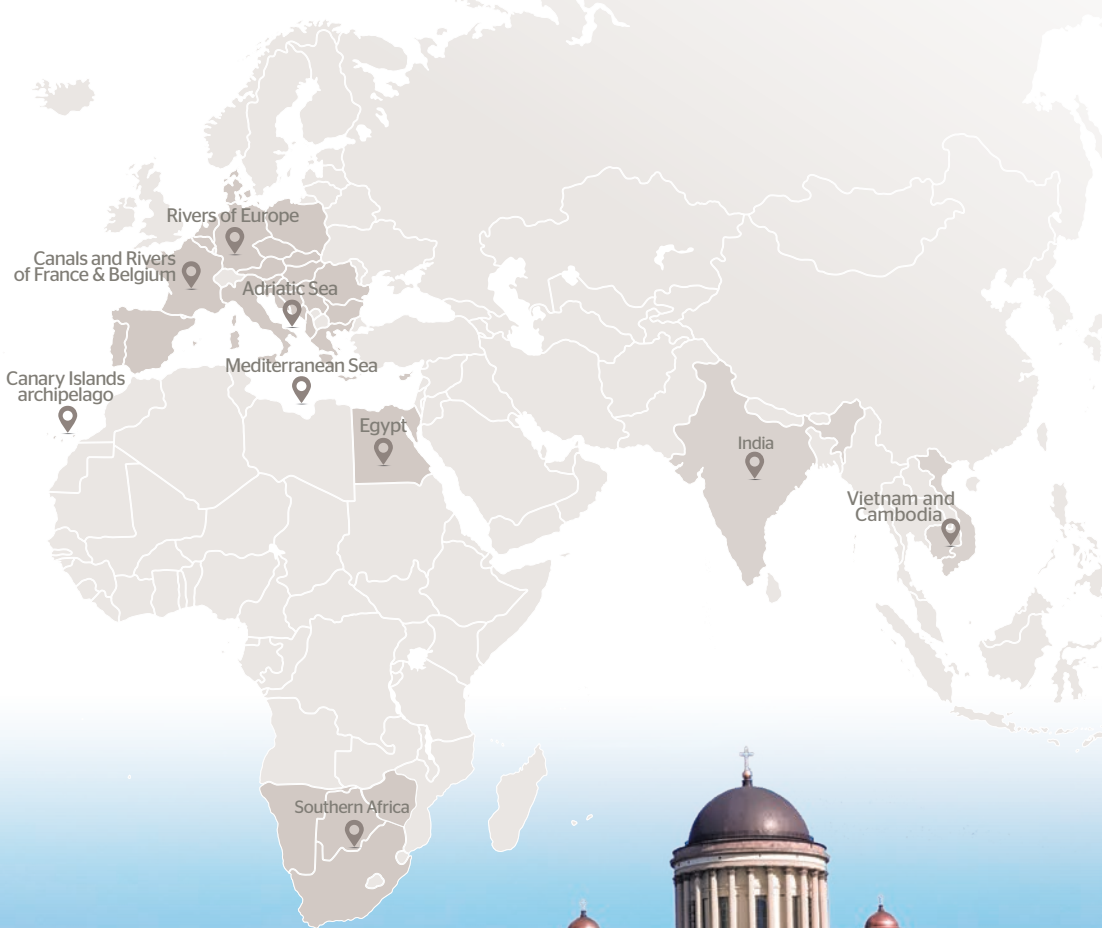 Rivers of Europe
Canals and Rivers
of France & Belgium
Adriatic Sea
Mediterranean Sea
Canary Islands
archipelago
Egypt
India
Vietnam and
Cambodia
Southern Africa